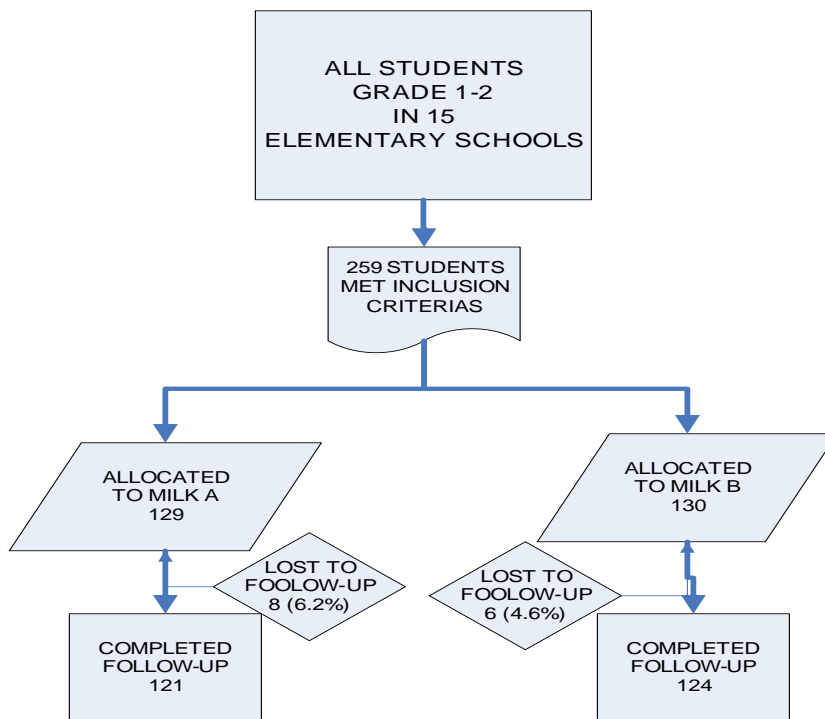 ALL STUDENTS
GRADE 1-2
IN 15
ELEMENTARY SCHOOLS
259 STUDENTS
MET INCLUSION
CRITERIAS
ALLOCATED
TO MILK A
129
ALLOCATED
TO MILK B
130
LOST TO
FOOLOW-UP
8 (6.2%)
LOST TO
FOOLOW-UP
6 (4.6%)
COMPLETED
FOLLOW-UP
121
COMPLETED
FOLLOW-UP
124